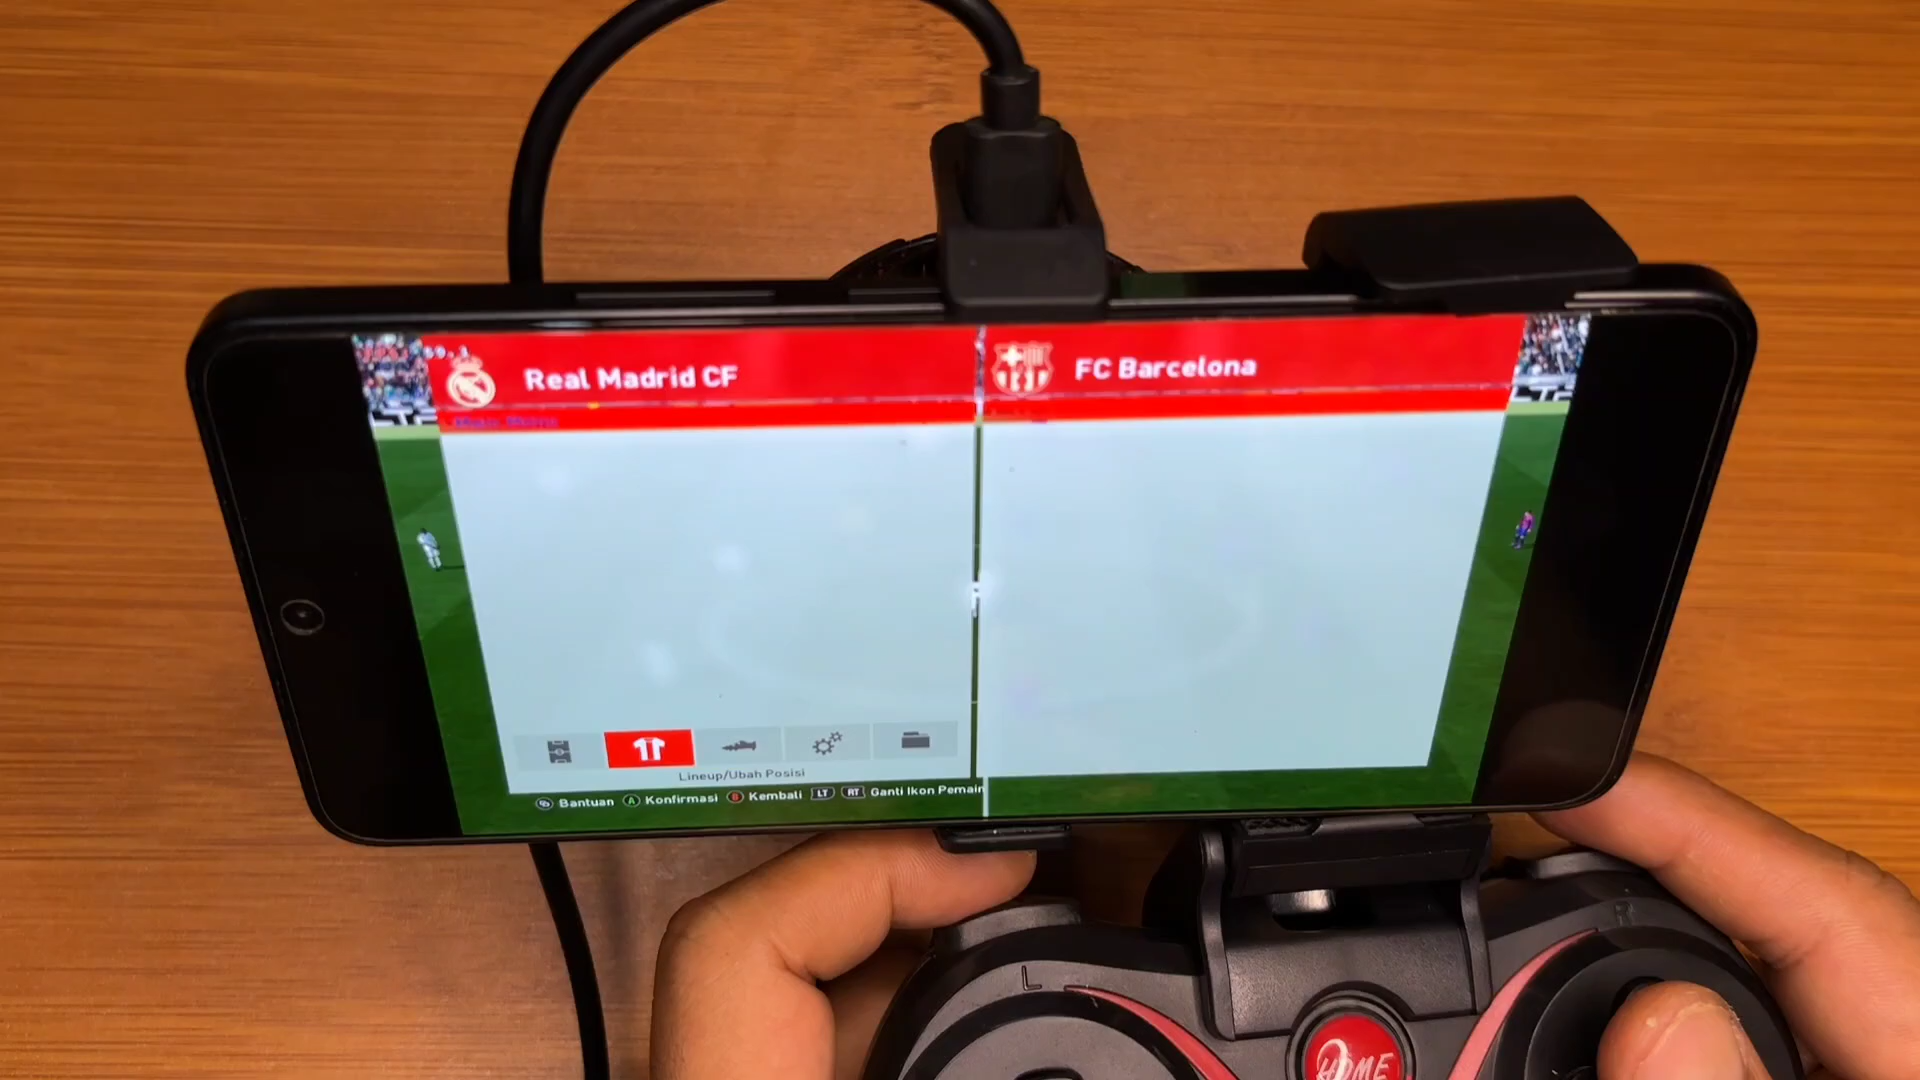 Real Madrid CF
FC Barcelona
Lineup/Ubah Posisi
Bantuan A Konfirmasi B Kembali LT RT Ganti Ikon Pemain
L
R
HOME